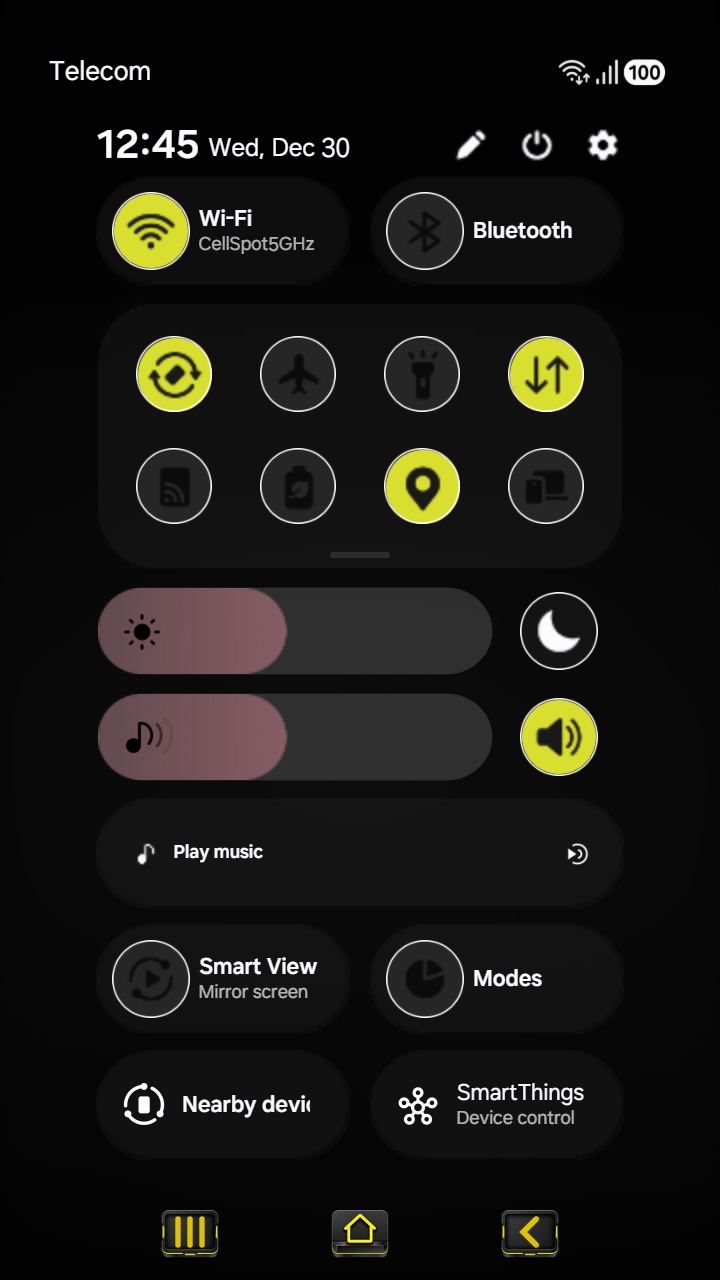 Telecom
100
12:45 Wed, Dec 30
Wi-Fi
CellSpot5GHz
Bluetooth
Play music
Smart View
Mirror screen
Modes
Nearby devic
SmartThings
Device control